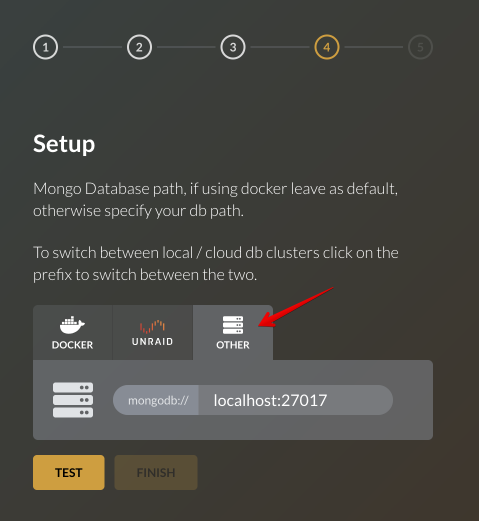 1 2 3 4 5
Setup
Mongo Database path, if using docker leave as default,
otherwise specify your db path.
To switch between local / cloud db clusters click on the
prefix to switch between the two.
DOCKER UNRAID OTHER
mongodb:// localhost:27017
TEST FINISH